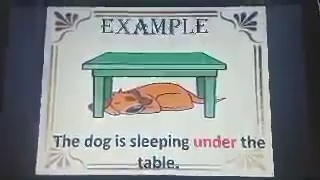 EXAMPLE
The dog is sleeping under the
table.